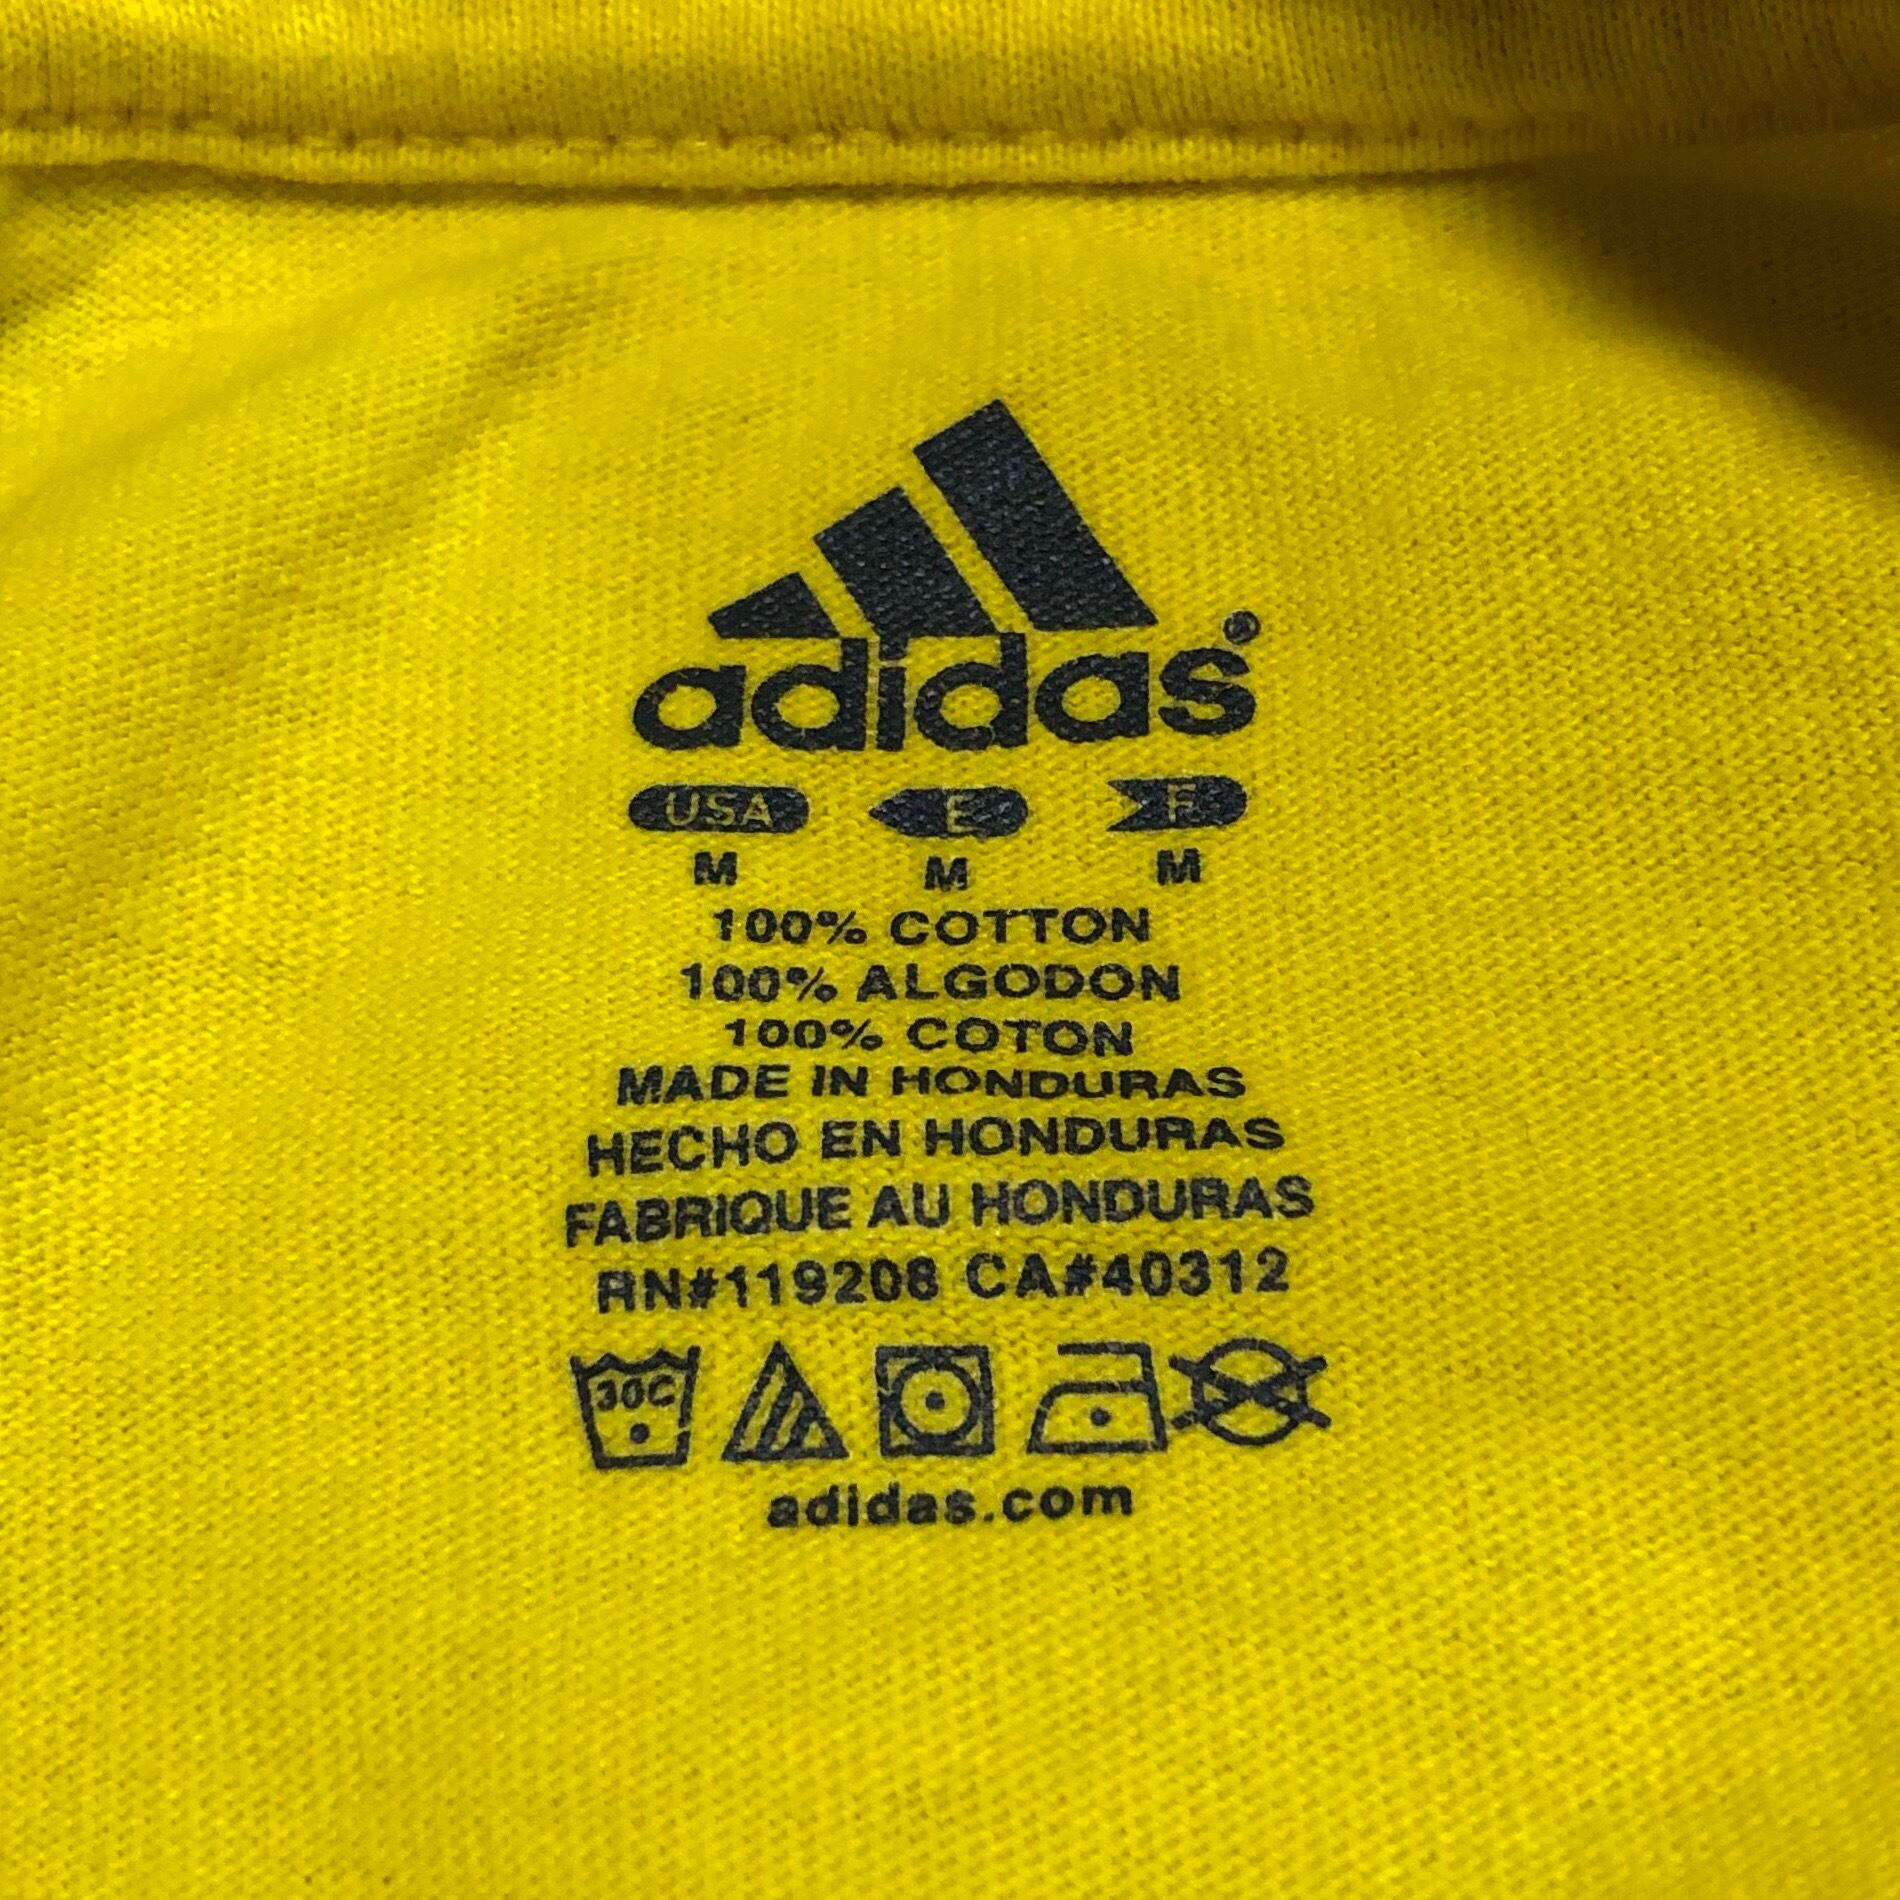 adidas®
USA E F
M M M
100% COTTON
100% ALGODON
100% COTON
MADE IN HONDURAS
HECHO EN HONDURAS
FABRIQUE AU HONDURAS
RN#119208 CA#40312
30C
adidas.com